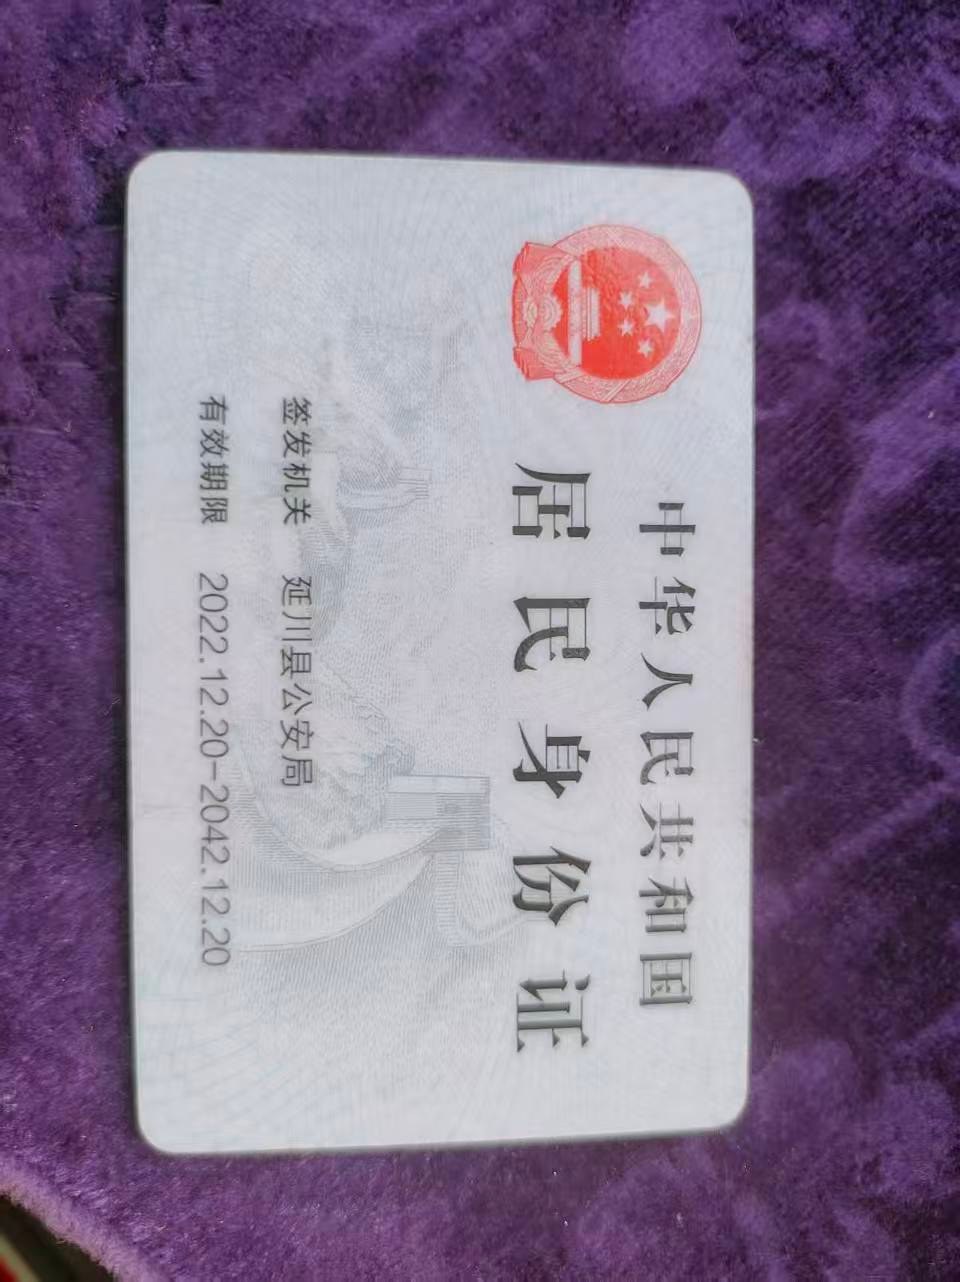 中华人民共和国
居民身份证
签发机关 延川县公安局
有效期限 2022.12.20-2042.12.20